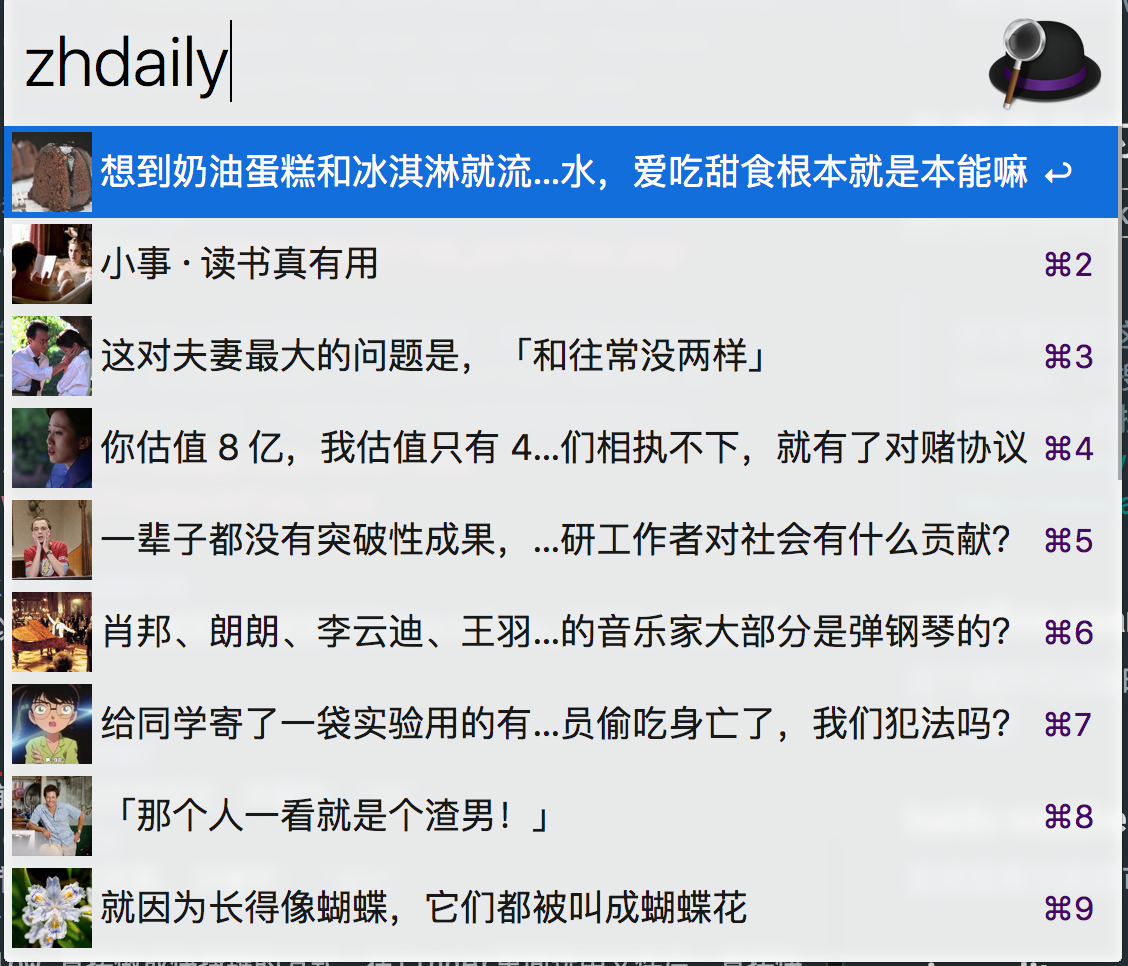 zhdaily
想到奶油蛋糕和冰淇淋就流...水，爱吃甜食根本就是本能嘛 ↩
小事 · 读书真有用 ⌘2
这对夫妻最大的问题是，「和往常没两样」 ⌘3
你估值 8 亿，我估值只有 4...们相执不下，就有了对赌协议 ⌘4
一辈子都没有突破性成果，...研工作者对社会有什么贡献？ ⌘5
肖邦、朗朗、李云迪、王羽...的音乐家大部分是弹钢琴的？ ⌘6
给同学寄了一袋实验用的有...员偷吃身亡了，我们犯法吗？ ⌘7
「那个人一看就是个渣男！」 ⌘8
就因为长得像蝴蝶，它们都被叫成蝴蝶花 ⌘9